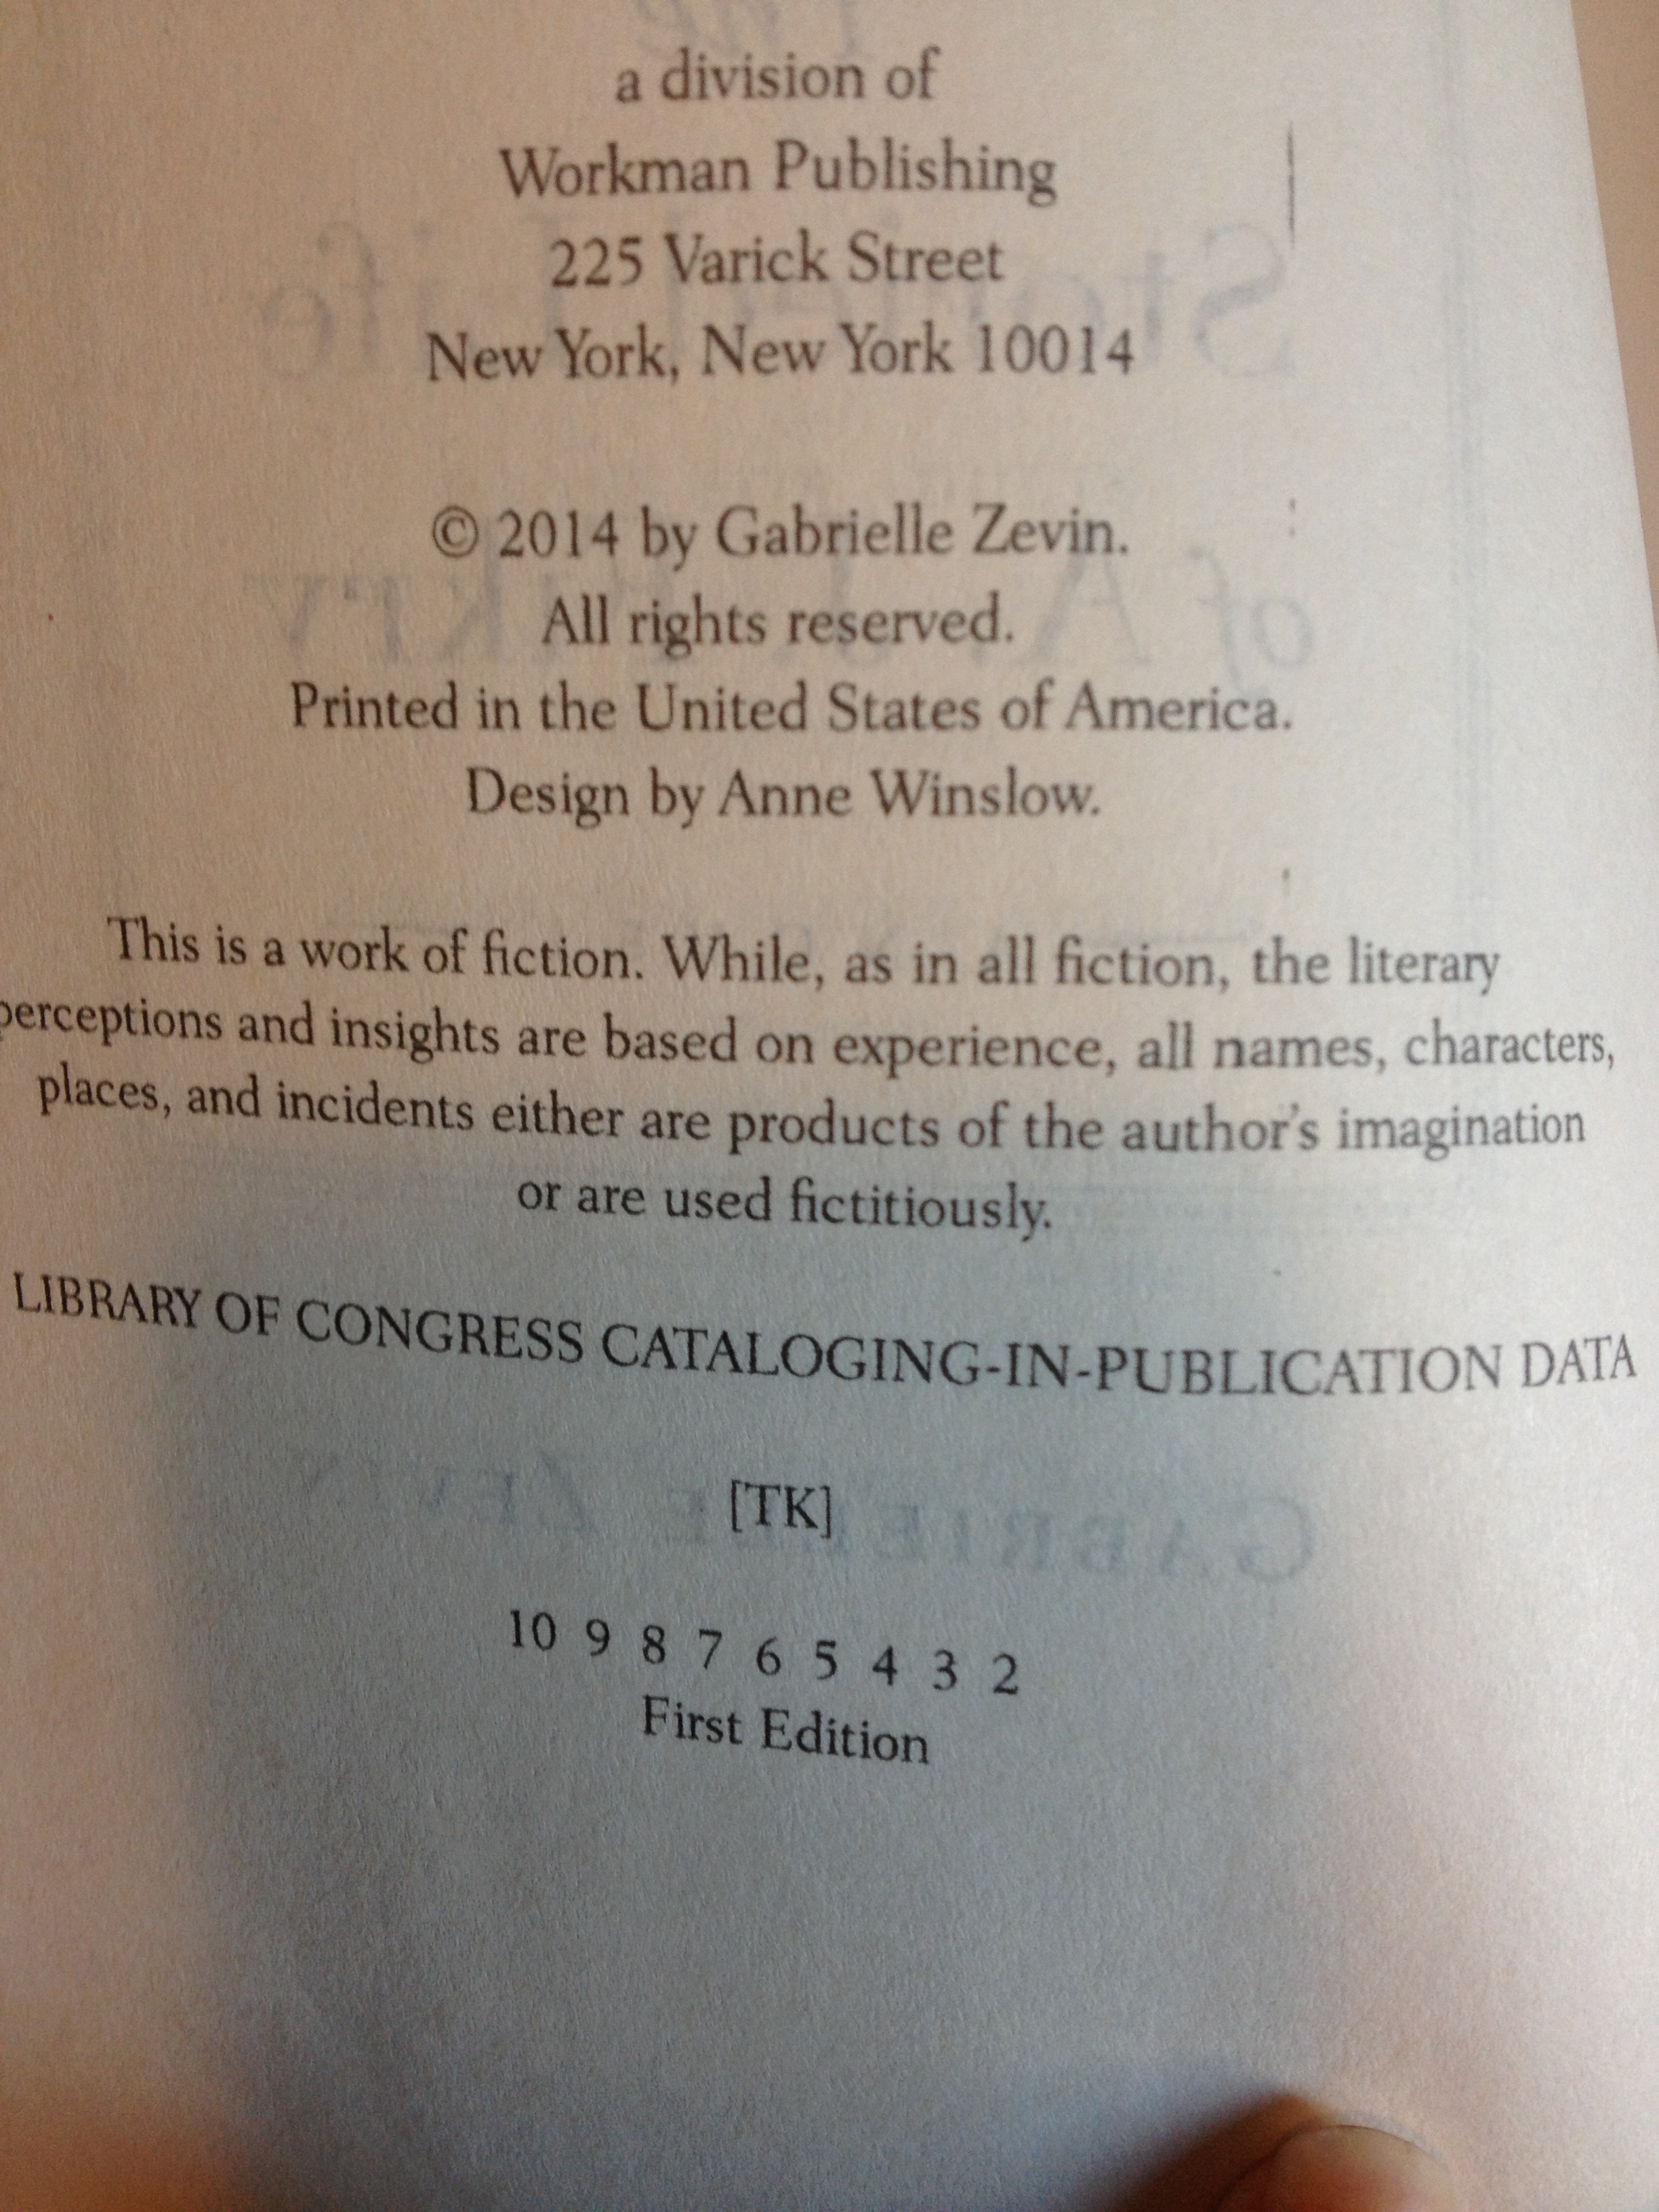 a division of
Workman Publishing
225 Varick Street
New York, New York 10014
© 2014 by Gabrielle Zevin.
All rights reserved.
Printed in the United States of America.
Design by Anne Winslow.
This is a work of fiction. While, as in all fiction, the literary
perceptions and insights are based on experience, all names, characters,
places, and incidents either are products of the author's imagination
or are used fictitiously.
LIBRARY OF CONGRESS CATALOGING-IN-PUBLICATION DATA
[TK]
10 9 8 7 6 5 4 3 2
First Edition